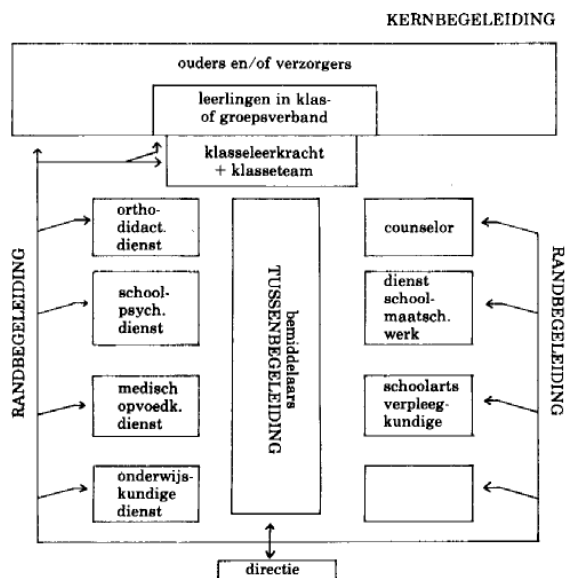 KERNBEGELEIDING
ouders en/of verzorgers
leerlingen in klas-
of groepsverband
klasseleerkracht
+ klasseteam
ortho-
didact.
dienst
counselor
school-
psych.
dienst
dienst
school-
maatsch.
werk
medisch
opvoedk.
dienst
schoolarts
verpleeg-
kundige
onderwijs-
kundige
dienst
bemiddelaars
TUSSENBEGELEIDING
RANDBEGELEIDING
RANDBEGELEIDING
directie